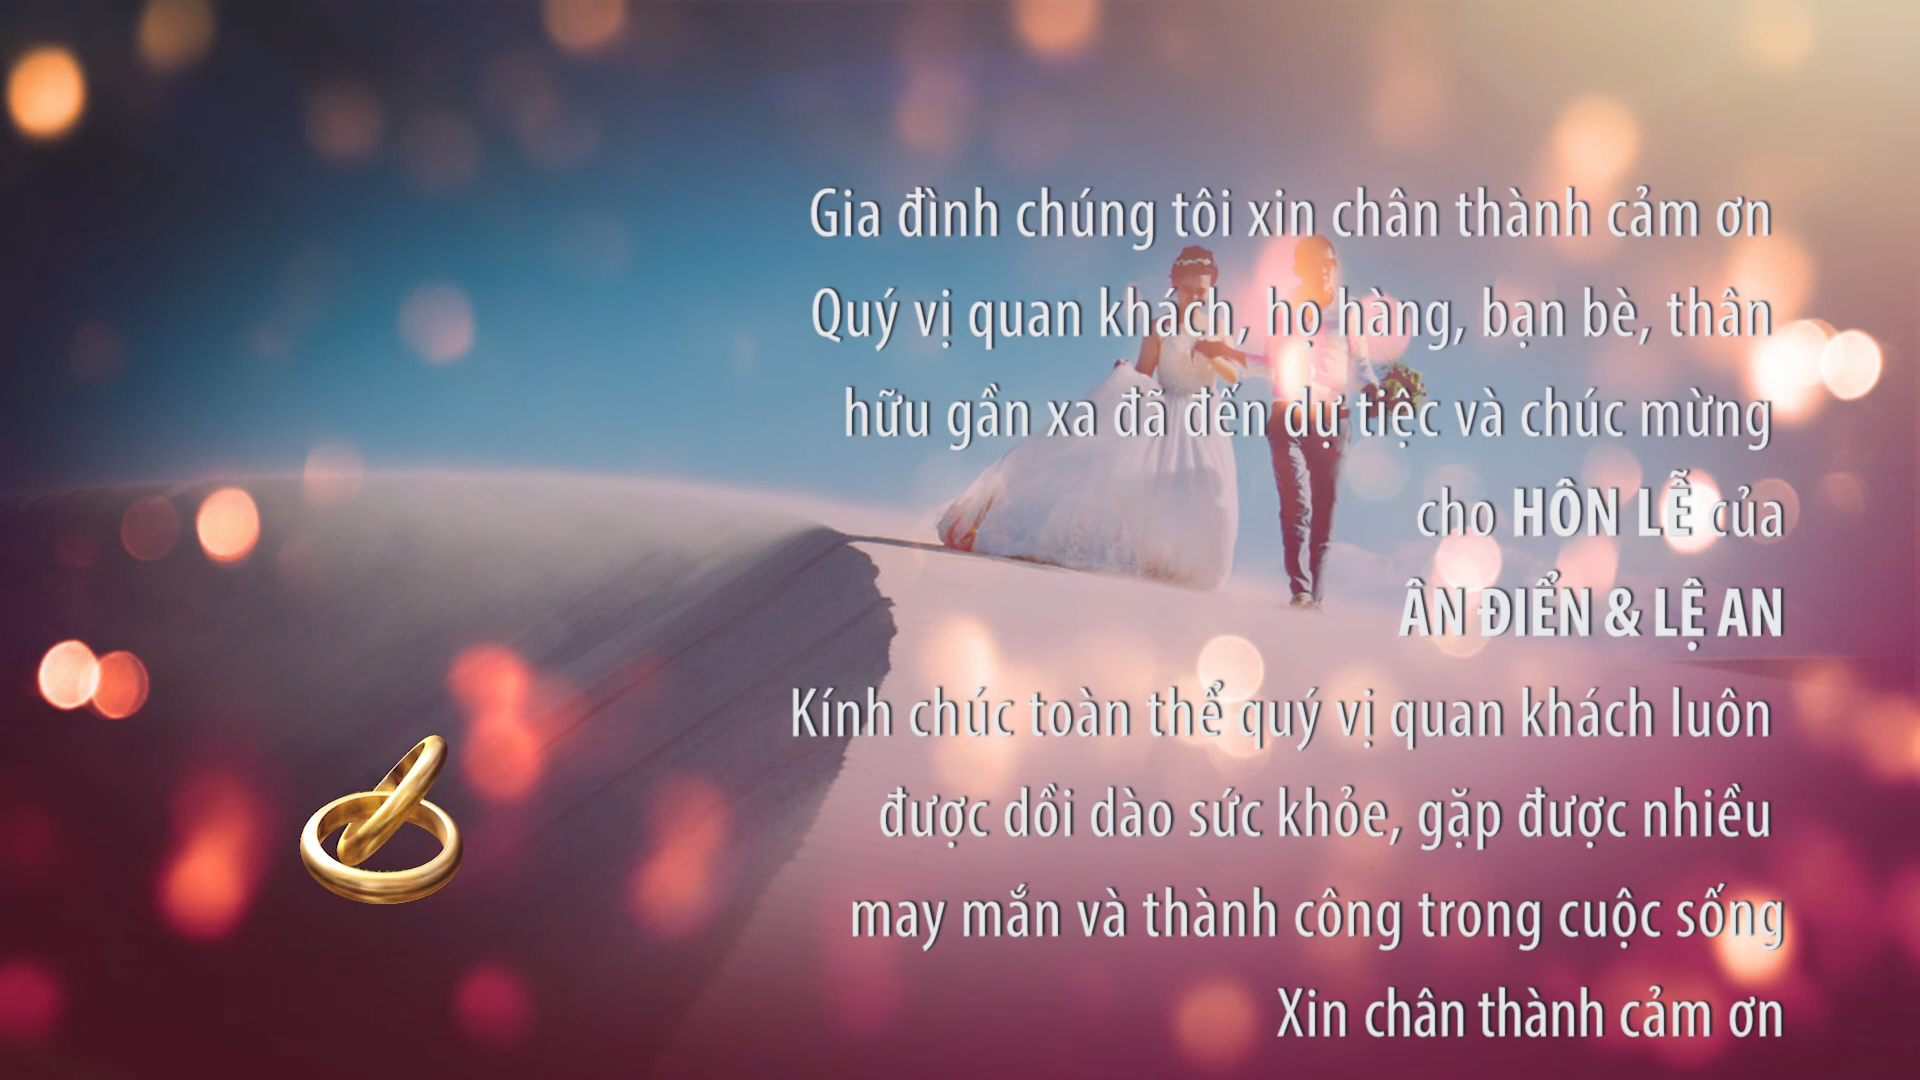 Gia đình chúng tôi xin chân thành cảm ơn
Quý vị quan khách, họ hàng, bạn bè, thân
hữu gần xa đã đến dự tiệc và chúc mừng
cho HÔN LỄ của
ÂN ĐIỂN & LỆ AN
Kính chúc toàn thể quý vị quan khách luôn
được dồi dào sức khỏe, gặp được nhiều
may mắn và thành công trong cuộc sống
Xin chân thành cảm ơn